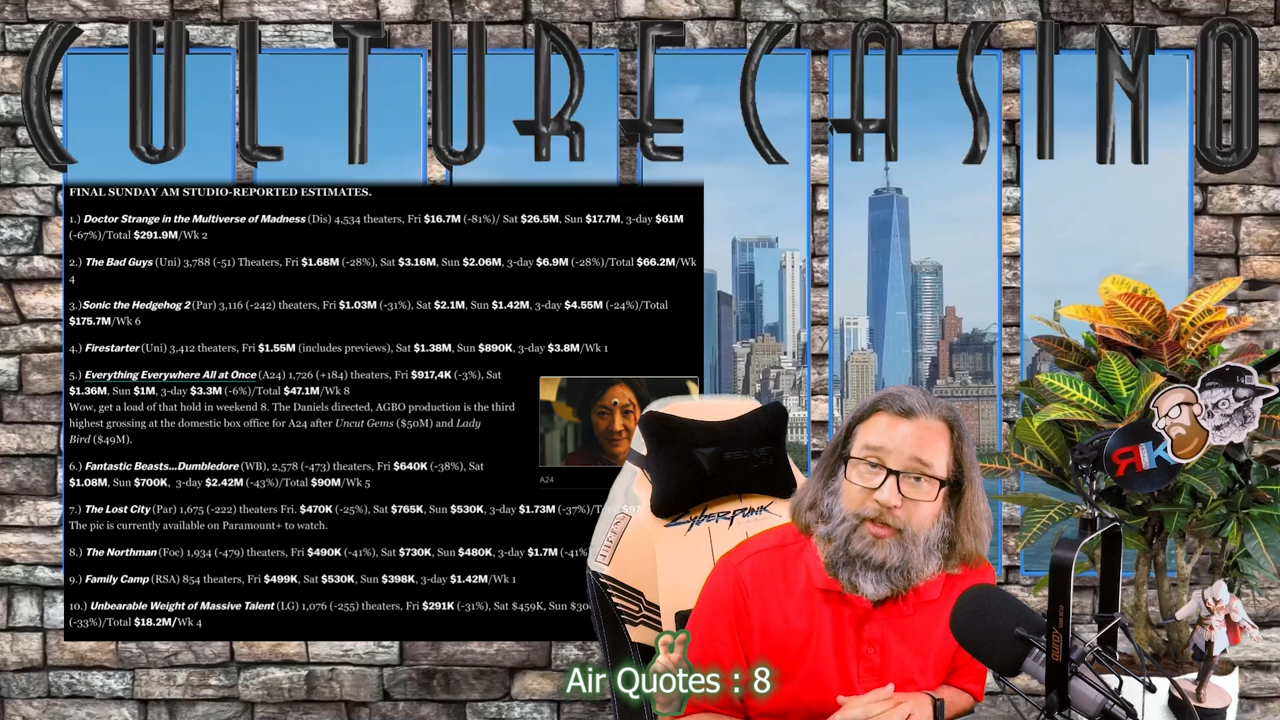 CULTURE CASINO
FINAL SUNDAY AM STUDIO-REPORTED ESTIMATES.
1.) Doctor Strange in the Multiverse of Madness (Dis) 4,534 theaters, Fri $16.7M (-81%)/ Sat $26.5M, Sun $17.7M, 3-day $61M
(-67%)/Total $291.9M/Wk 2
2.) The Bad Guys (Uni) 3,788 (-51) Theaters, Fri $1.68M (-28%), Sat $3.16M, Sun $2.06M, 3-day $6.9M (-28%)/Total $66.2M/Wk
4
3.)Sonic the Hedgehog 2 (Par) 3,116 (-242) theaters, Fri $1.03M (-31%), Sat $2.1M, Sun $1.42M, 3-day $4.55M (-24%)/Total
$175.7M/Wk 6
4.) Firestarter (Uni) 3,412 theaters, Fri $1.55M (includes previews), Sat $1.38M, Sun $890K, 3-day $3.8M/Wk 1
5.) Everything Everywhere All at Once (A24) 1,726 (+184) theaters, Fri $917,4K (-3%), Sat
$1.36M, Sun $1M, 3-day $3.3M (-6%)/Total $47.1M/Wk 8
Wow, get a load of that hold in weekend 8. The Daniels directed, AGBO production is the third
highest grossing at the domestic box office for A24 after Uncut Gems ($50M) and Lady
Bird ($49M).
A24
6.) Fantastic Beasts...Dumbledore (WB), 2,578 (-473) theaters, Fri $640K (-38%), Sat
$1.08M, Sun $700K, 3-day $2.42M (-43%)/Total $90M/Wk 5
7.) The Lost City (Par) 1,675 (-222) theaters Fri. $470K (-25%), Sat $765K, Sun $530K, 3-day $1.73M (-37%)/
The pic is currently available on Paramount+ to watch.
8.) The Northman (Foc) 1,934 (-479) theaters, Fri $490K (-41%), Sat $730K, Sun $480K, 3-day $1.7M (-41%
9.) Family Camp (RSA) 854 theaters, Fri $499K, Sat $530K, Sun $398K, 3-day $1.42M/Wk 1
10.) Unbearable Weight of Massive Talent (LG) 1,076 (-255) theaters, Fri $291K (-31%), Sat $459K, Sun
(-33%)/Total $18.2M/Wk 4
CYBERPUNK
Air Quotes : 8